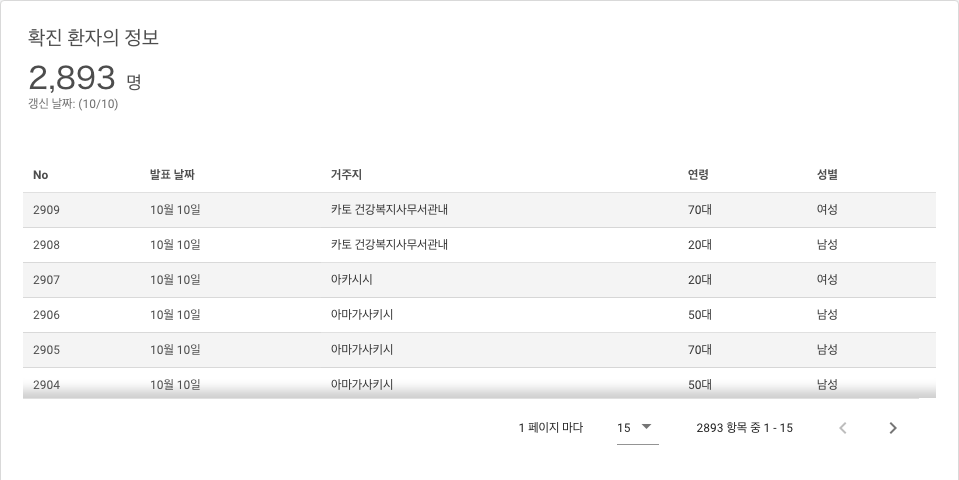 확진 환자의 정보
2,893 명
갱신 날짜: (10/10)
No 발표 날짜 거주지 연령 성별
2909 10월 10일 카토 건강복지사무서관내 70대 여성
2908 10월 10일 카토 건강복지사무서관내 20대 남성
2907 10월 10일 아카시시 20대 여성
2906 10월 10일 아마가사키시 50대 남성
2905 10월 10일 아마가사키시 70대 남성
2904 10월 10일 아마가사키시 50대 남성
1 페이지 마다 15 2893 항목 중 1 - 15